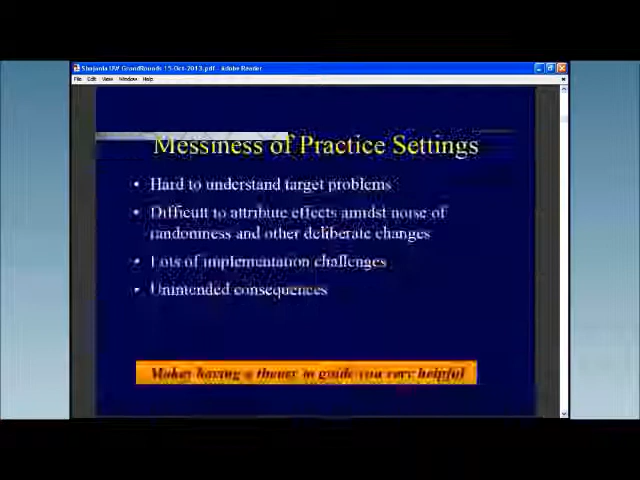 Shojania UW GrandRounds 15-Oct-2013.pdf - Adobe Reader
File Edit View Window Help
Messiness of Practice Settings
• Hard to understand target problems
• Difficult to attribute effects amidst noise of
randomness and other deliberate changes
• Lots of implementation challenges
• Unintended consequences
Makes having a theory to guide you very helpful